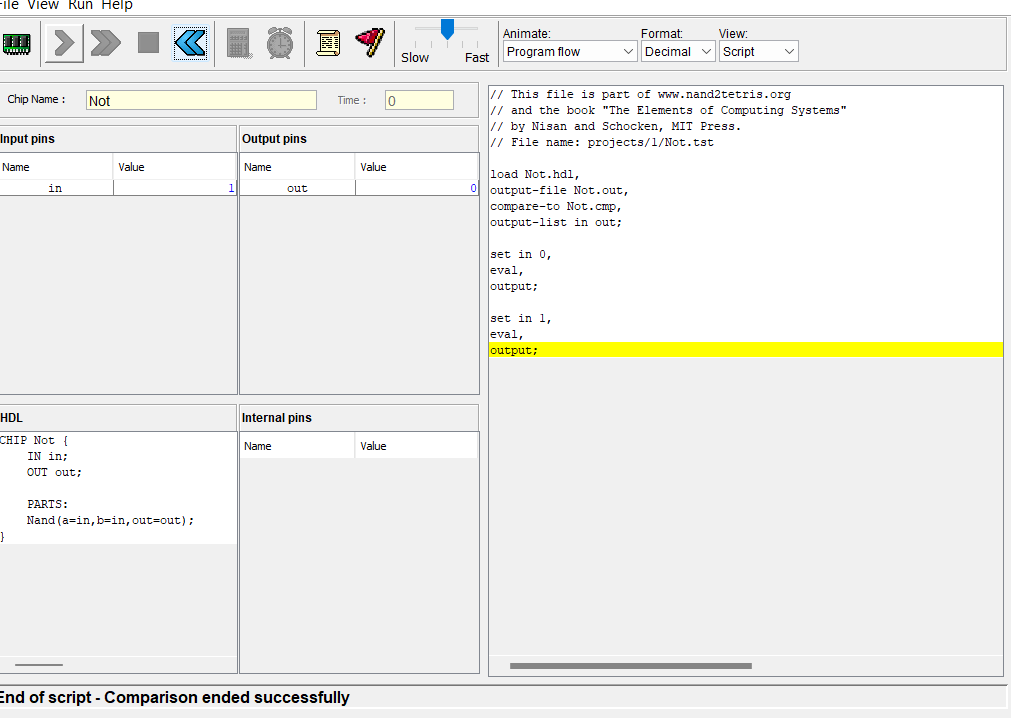 File View Run Help
Slow Fast
Animate: Format: View:
Program flow Decimal Script
Chip Name : Not Time : 0
Input pins
Name Value
in 1
Output pins
Name Value
out 0
HDL
CHIP Not {
    IN in;
    OUT out;

    PARTS:
    Nand(a=in,b=in,out=out);
}
Internal pins
Name Value
// This file is part of www.nand2tetris.org
// and the book "The Elements of Computing Systems"
// by Nisan and Schocken, MIT Press.
// File name: projects/1/Not.tst

load Not.hdl,
output-file Not.out,
compare-to Not.cmp,
output-list in out;

set in 0,
eval,
output;

set in 1,
eval,
output;
End of script - Comparison ended successfully